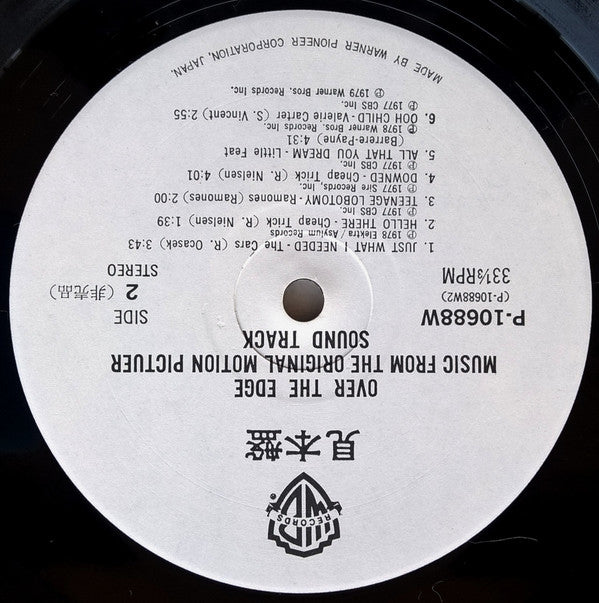 WB
RECORDS
見本盤
OVER THE EDGE
MUSIC FROM THE ORIGINAL MOTION PICTUER
SOUND TRACK
P-10688W
(P-10688W2)
33⅓RPM
SIDE
2 (非売品)
STEREO
1. JUST WHAT I NEEDED - The Cars (R. Ocasek) 3:43
℗ 1978 Elektra / Asylum Records
2. HELLO THERE - Cheap Trick (R. Nielsen) 1:39
℗ 1977 CBS Inc.
3. TEENAGE LOBOTOMY - Ramones (Ramones) 2:00
℗ 1977 Sire Records, Inc.
4. DOWNED - Cheap Trick (R. Nielsen) 4:01
℗ 1977 CBS Inc.
5. ALL THAT YOU DREAM - Little Feat
(Barrere-Payne) 4:31
℗ 1978 Warner Bros. Records Inc.
6. OOH CHILD - Valerie Carter (S. Vincent) 2:55
℗ 1977 CBS Inc.
℗ 1979 Warner Bros. Records Inc.
MADE BY WARNER PIONEER CORPORATION, JAPAN.